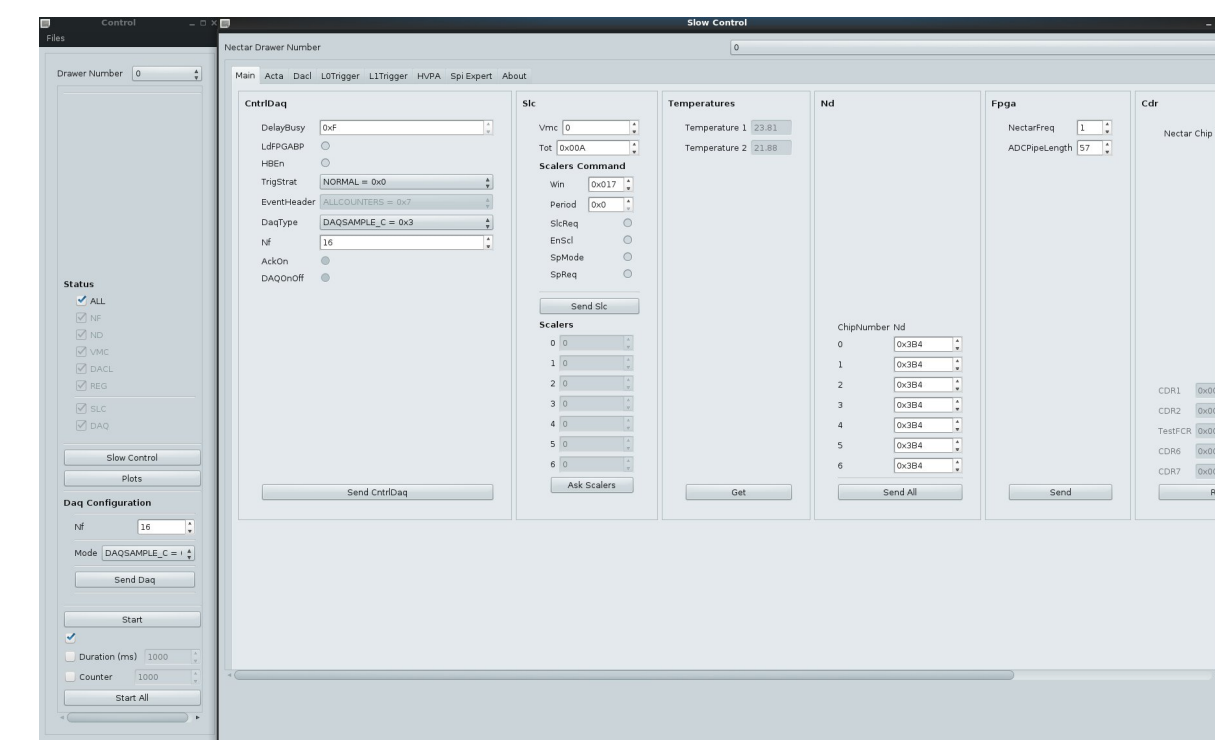 Control
Files
Drawer Number 0
Status
ALL
NF
ND
VMC
DACL
REG
SLC
DAQ
Slow Control
Plots
Daq Configuration
Nf 16
Mode DAQSAMPLE_C =
Send Daq
Start
Duration (ms) 1000
Counter 1000
Start All
Slow Control
Nectar Drawer Number 0
Main Acta Dacl L0Trigger L1Trigger HVPA Spi Expert About
CntrlDaq
DelayBusy 0xF
LdFPGABP
HBEn
TrigStrat NORMAL = 0x0
EventHeader ALLCOUNTERS = 0x7
DaqType DAQSAMPLE_C = 0x3
Nf 16
AckOn
DAQOnOff
Send CntrlDaq
Slc
Vmc 0
Tot 0x00A
Scalers Command
Win 0x017
Period 0x0
SlcReq
EnScl
SpMode
SpReq
Send Slc
Scalers
0 0
1 0
2 0
3 0
4 0
5 0
6 0
Ask Scalers
Temperatures
Temperature 1 23.81
Temperature 2 21.88
Get
Nd
ChipNumber Nd
0 0x3B4
1 0x3B4
2 0x3B4
3 0x3B4
4 0x3B4
5 0x3B4
6 0x3B4
Send All
Fpga
NectarFreq 1
ADCPipeLength 57
Send
Cdr
Nectar Chip
CDR1 0x00
CDR2 0x00
TestFCR 0x00
CDR6 0x00
CDR7 0x00